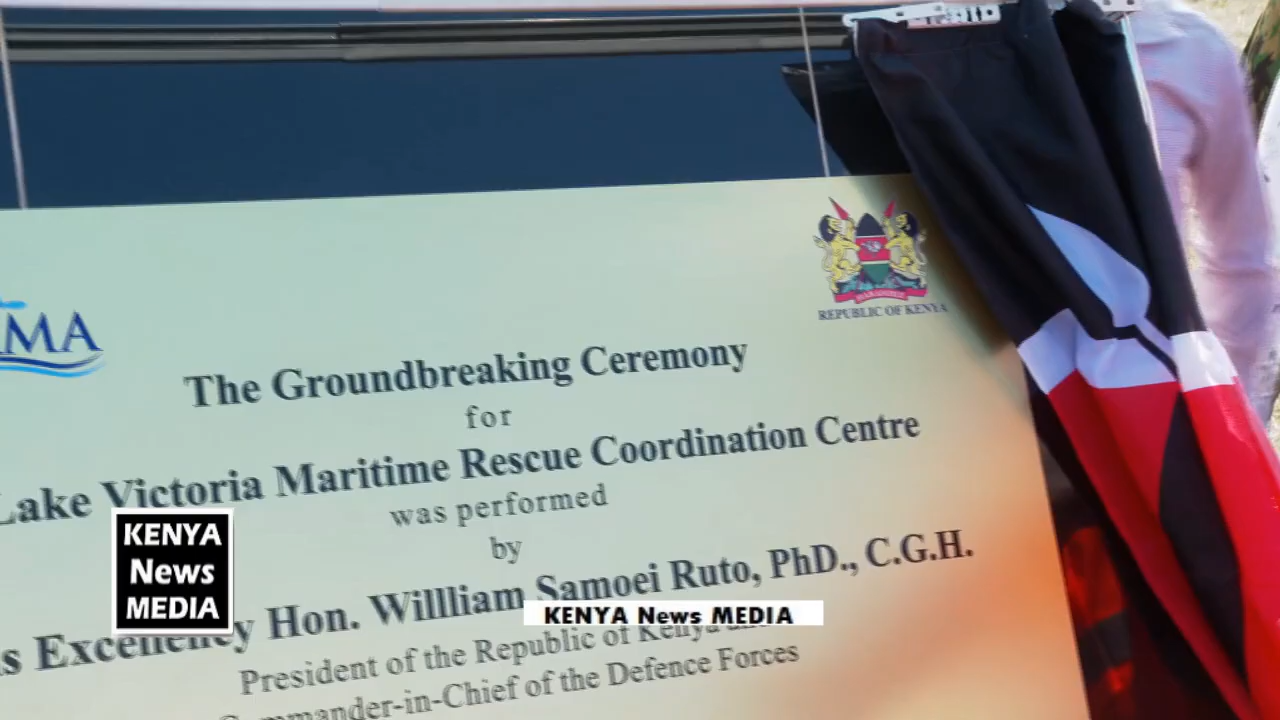 REPUBLIC OF KENYA
MA
The Groundbreaking Ceremony
for
Lake Victoria Maritime Rescue Coordination Centre
was performed
by
s Excellency Hon. Willliam Samoei Ruto, PhD., C.G.H.
President of the Republic of Kenya
Commander-in-Chief of the Defence Forces
KENYA
News
MEDIA
KENYA News MEDIA